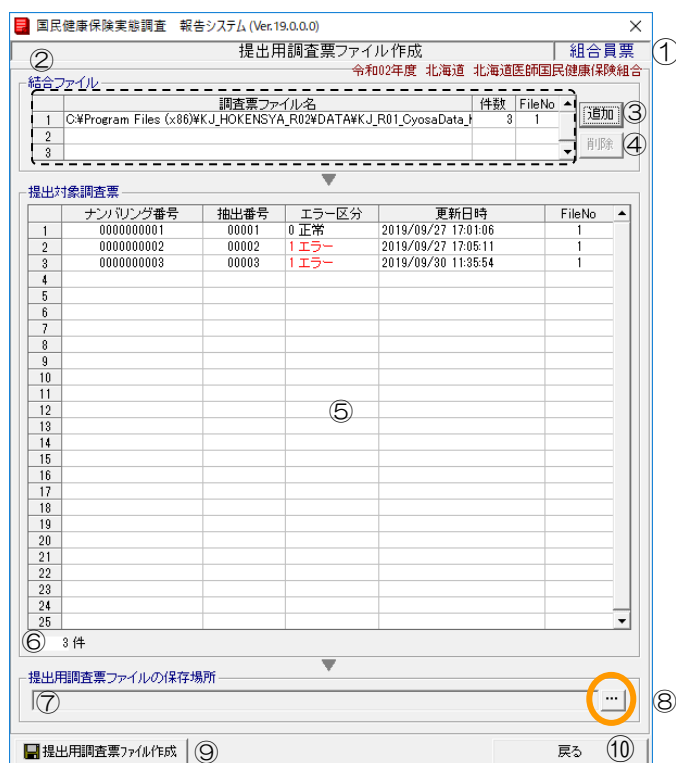 国民健康保険実態調査 報告システム (Ver.19.0.0.0)
提出用調査票ファイル作成 組合員票 ①
② 令和02年度 北海道 北海道医師国民健康保険組合
結合ファイル
調査票ファイル名 件数 FileNo
1 C:¥Program Files (x86)¥KJ_HOKENSYA_R02¥DATA¥KJ_R01_CyosaData_ 3 1 追加 ③
2 削除 ④
3
提出対象調査票
ナンバリング番号 抽出番号 エラー区分 更新日時 FileNo
1 0000000001 00001 0 正常 2019/09/27 17:01:06 1
2 0000000002 00002 1 エラー 2019/09/27 17:05:11 1
3 0000000003 00003 1 エラー 2019/09/30 11:35:54 1
4
5
6
7
8
9
10
11
12 ⑤
13
14
15
16
17
18
19
20
21
22
23
24
25
⑥ 3 件
提出用調査票ファイルの保存場所
⑦ ... ⑧
提出用調査票ファイル作成 ⑨ 戻る ⑩